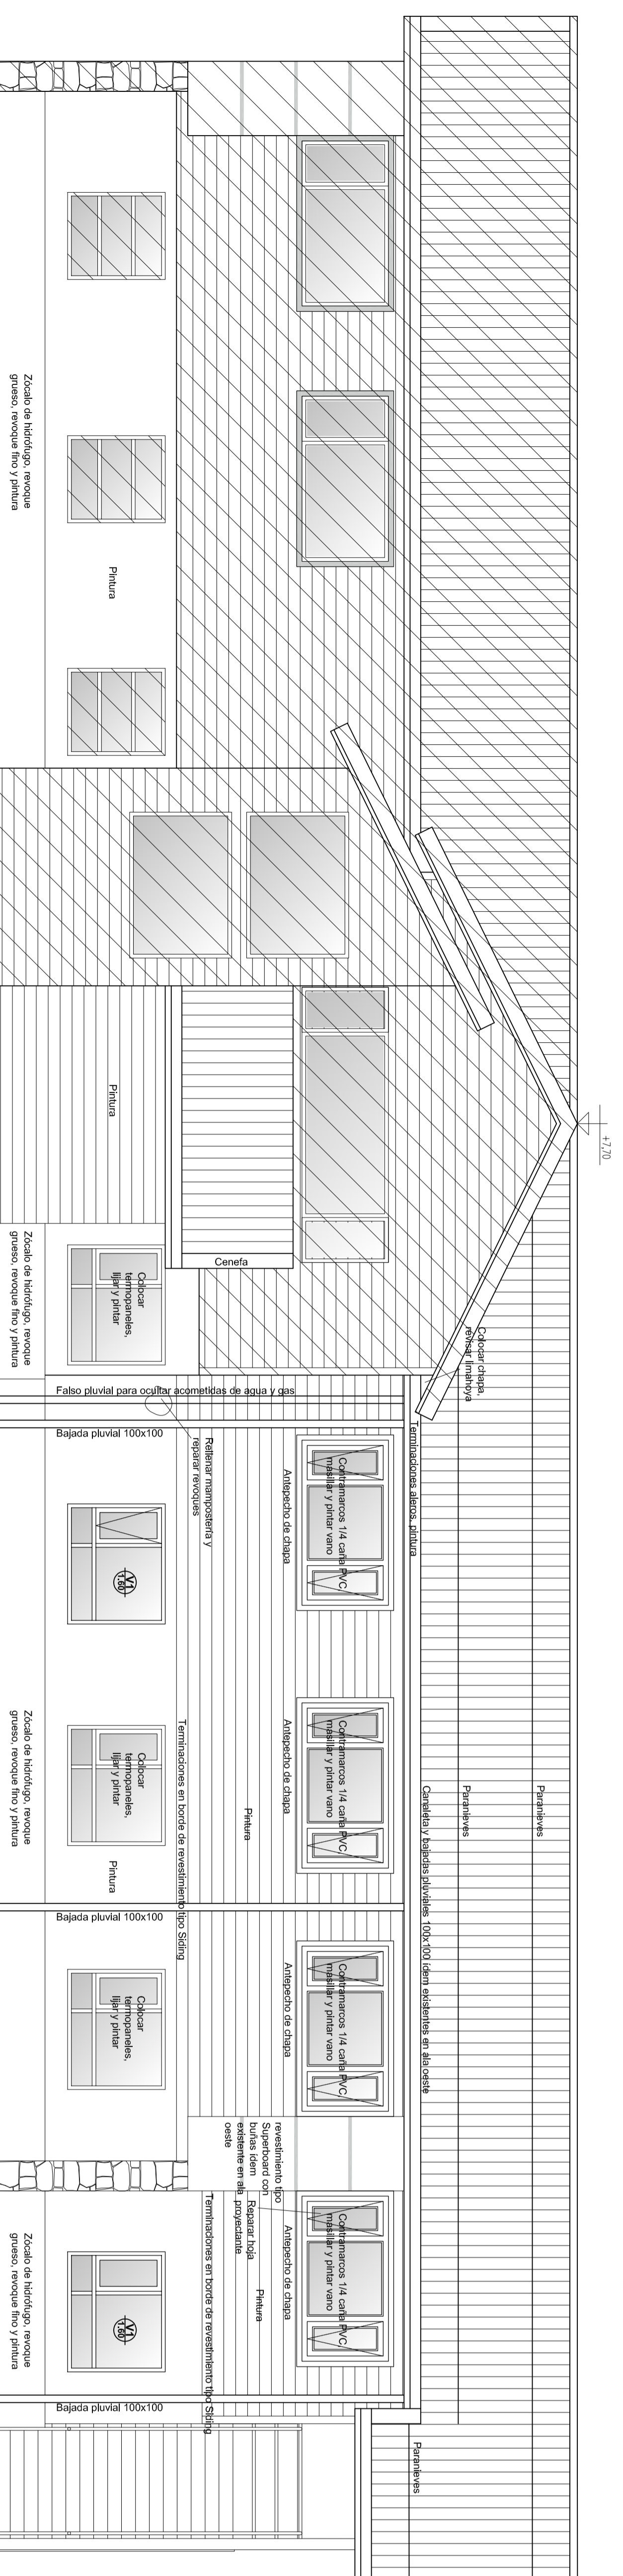 +7,70
Zócalo de hidrófugo, revoque
grueso, revoque fino y pintura
Pintura
Pintura
Zócalo de hidrófugo, revoque
grueso, revoque fino y pintura
Cenefa
Colocar
termopaneles,
lijar y pintar
Colocar chapa,
revisar limahoya
Falso pluvial para ocultar acometidas de agua y gas
Bajada pluvial 100x100
Rellenar mampostería y
reparar revoques
Terminaciones aleros, pintura
Contramarcos 1/4 caña PVC,
masillar y pintar vano
Antepecho de chapa
V1
1.60
Contramarcos 1/4 caña PVC,
masillar y pintar vano
Antepecho de chapa
Pintura
Terminaciones en borde de revestimiento tipo Siding
Colocar
termopaneles,
lijar y pintar
Pintura
Zócalo de hidrófugo, revoque
grueso, revoque fino y pintura
Paranieves
Paranieves
Canaleta y bajadas pluviales 100x100 idem existentes en ala oeste
Bajada pluvial 100x100
Contramarcos 1/4 caña PVC,
masillar y pintar vano
Antepecho de chapa
Colocar
termopaneles,
lijar y pintar
revestimiento tipo
Superboard con
buñas idem
existente en ala
oeste
Contramarcos 1/4 caña PVC,
masillar y pintar vano
Antepecho de chapa
Reparar hoja
proyectante
Pintura
Terminaciones en borde de revestimiento tipo Siding
V1
1.60
Zócalo de hidrófugo, revoque
grueso, revoque fino y pintura
Bajada pluvial 100x100
Paranieves